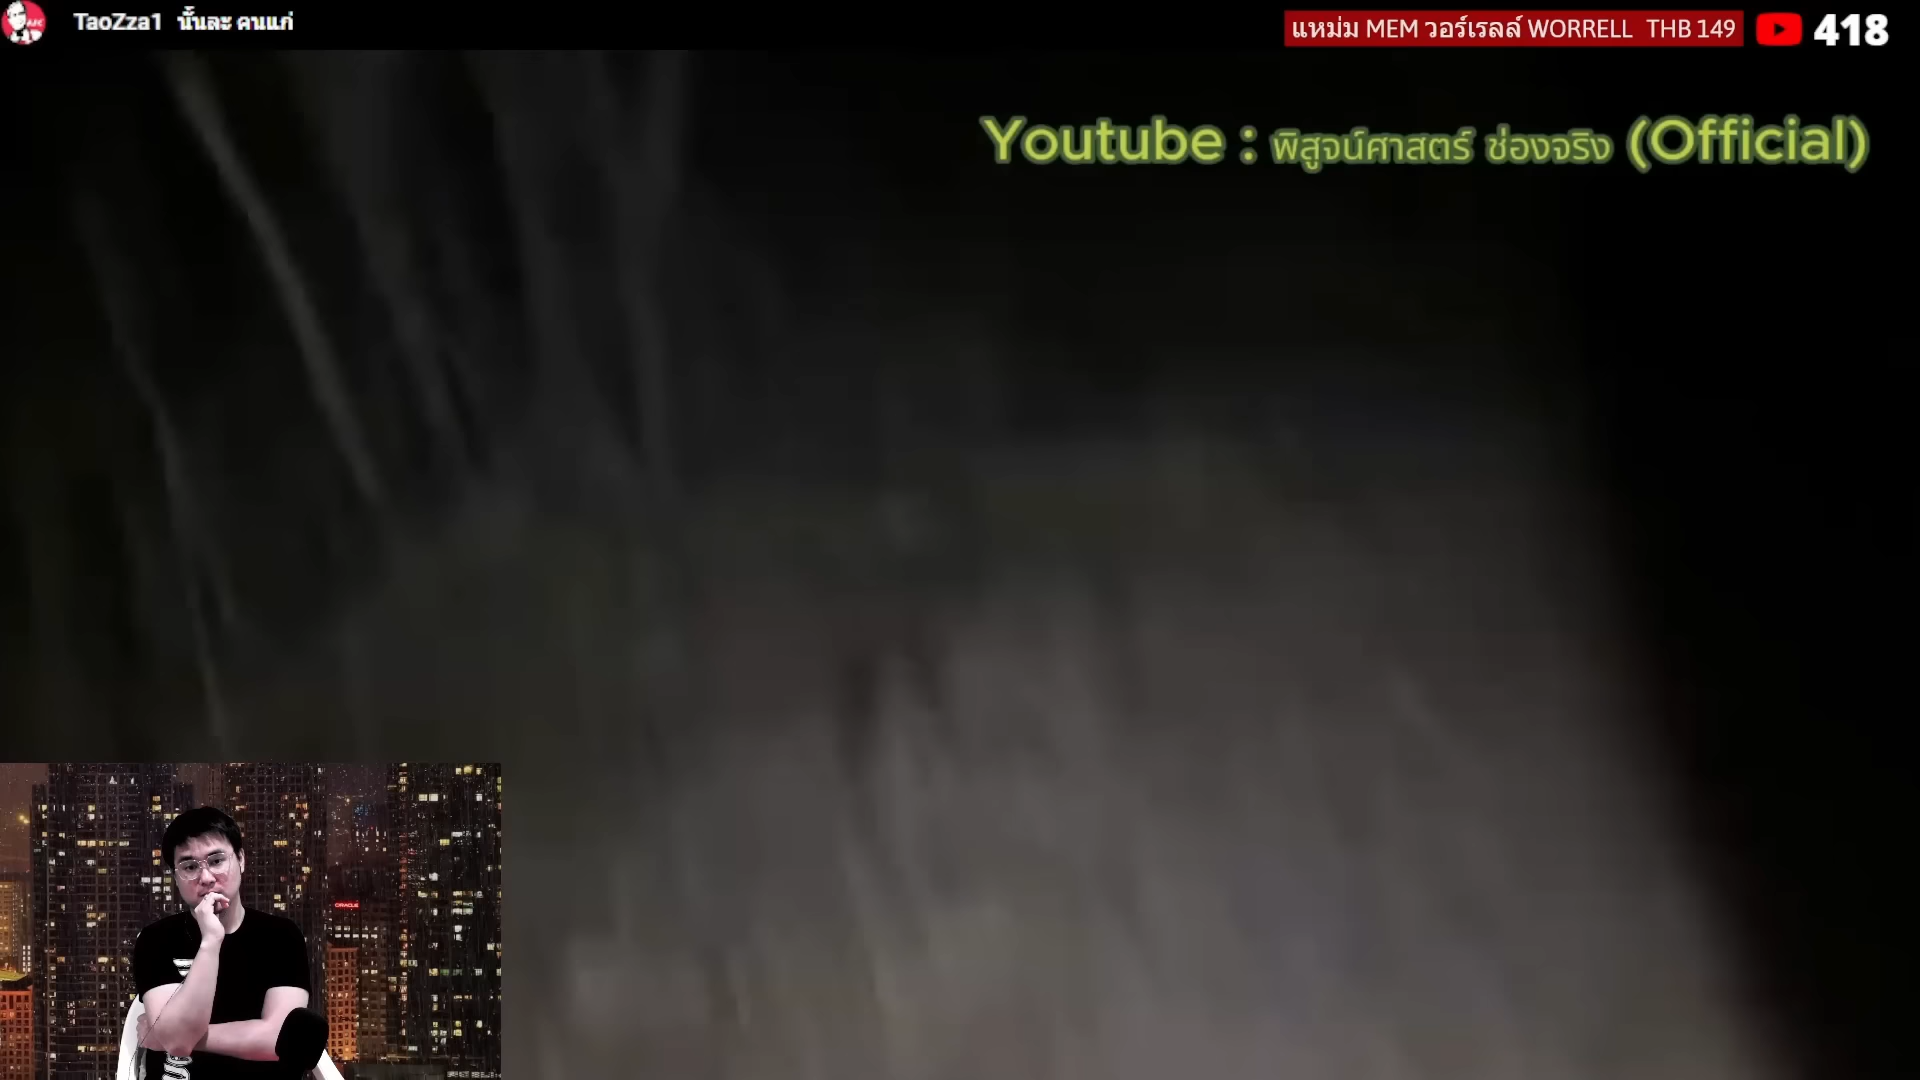 TaoZza1 นั้นละ คนแก่
แหม่ม MEM วอร์เรลล์ WORRELL THB 149
418
Youtube : พิสูจน์ศาสตร์ ช่องจริง (Official)
ORACLE